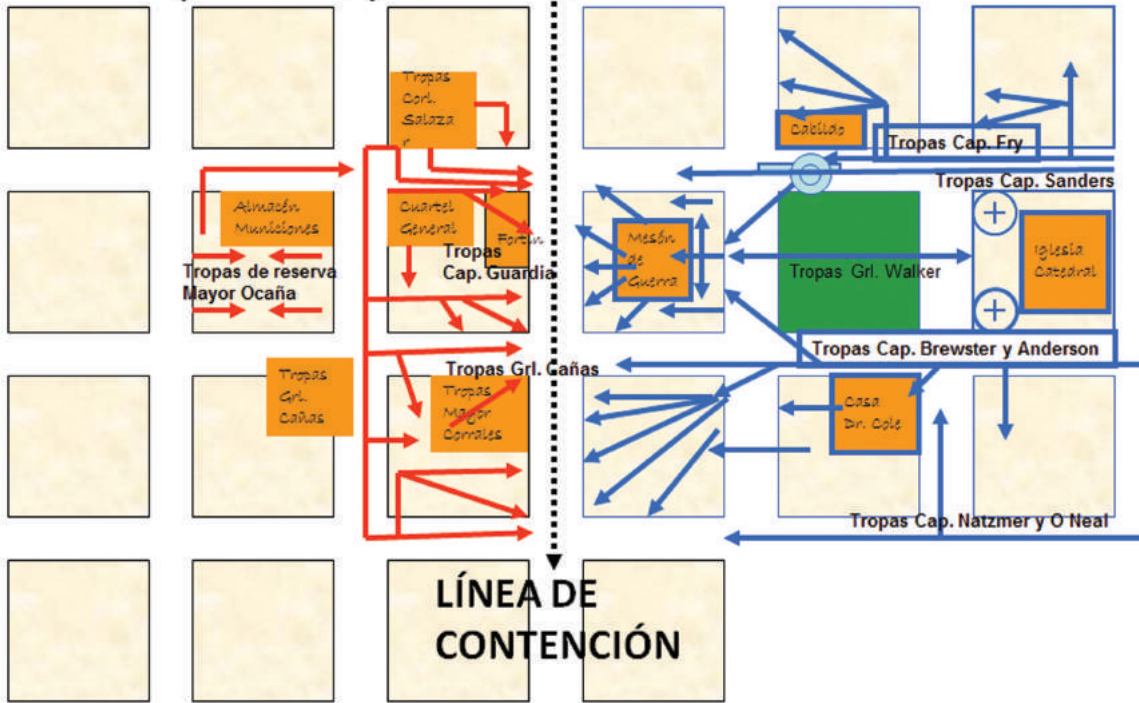 Tropas
Corl.
Salaza
r
Cabildo
Tropas Cap. Fry
Tropas Cap. Sanders
Almacén
Municiones
Cuartel
General
Fortín
Mesón
de
Guerra
Iglesia
Catedral
Tropas de reserva
Mayor Ocaña
Tropas
Cap. Guardia
Tropas Grl. Walker
Tropas Cap. Brewster y Anderson
Tropas Grl. Cañas
Tropas
Grl.
Cañas
Tropas
Mayor
Corrales
Casa
Dr. Cole
Tropas Cap. Natzmer y O Neal
LÍNEA DE
CONTENCIÓN